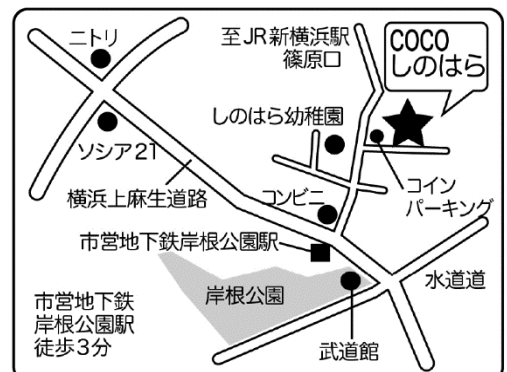 ニトリ
至JR新横浜駅
篠原口
COCO
しのはら
しのはら幼稚園
ソシア21
横浜上麻生道路
コンビニ
コイン
パーキング
市営地下鉄岸根公園駅
岸根公園
水道道
市営地下鉄
岸根公園駅
徒歩3分
武道館